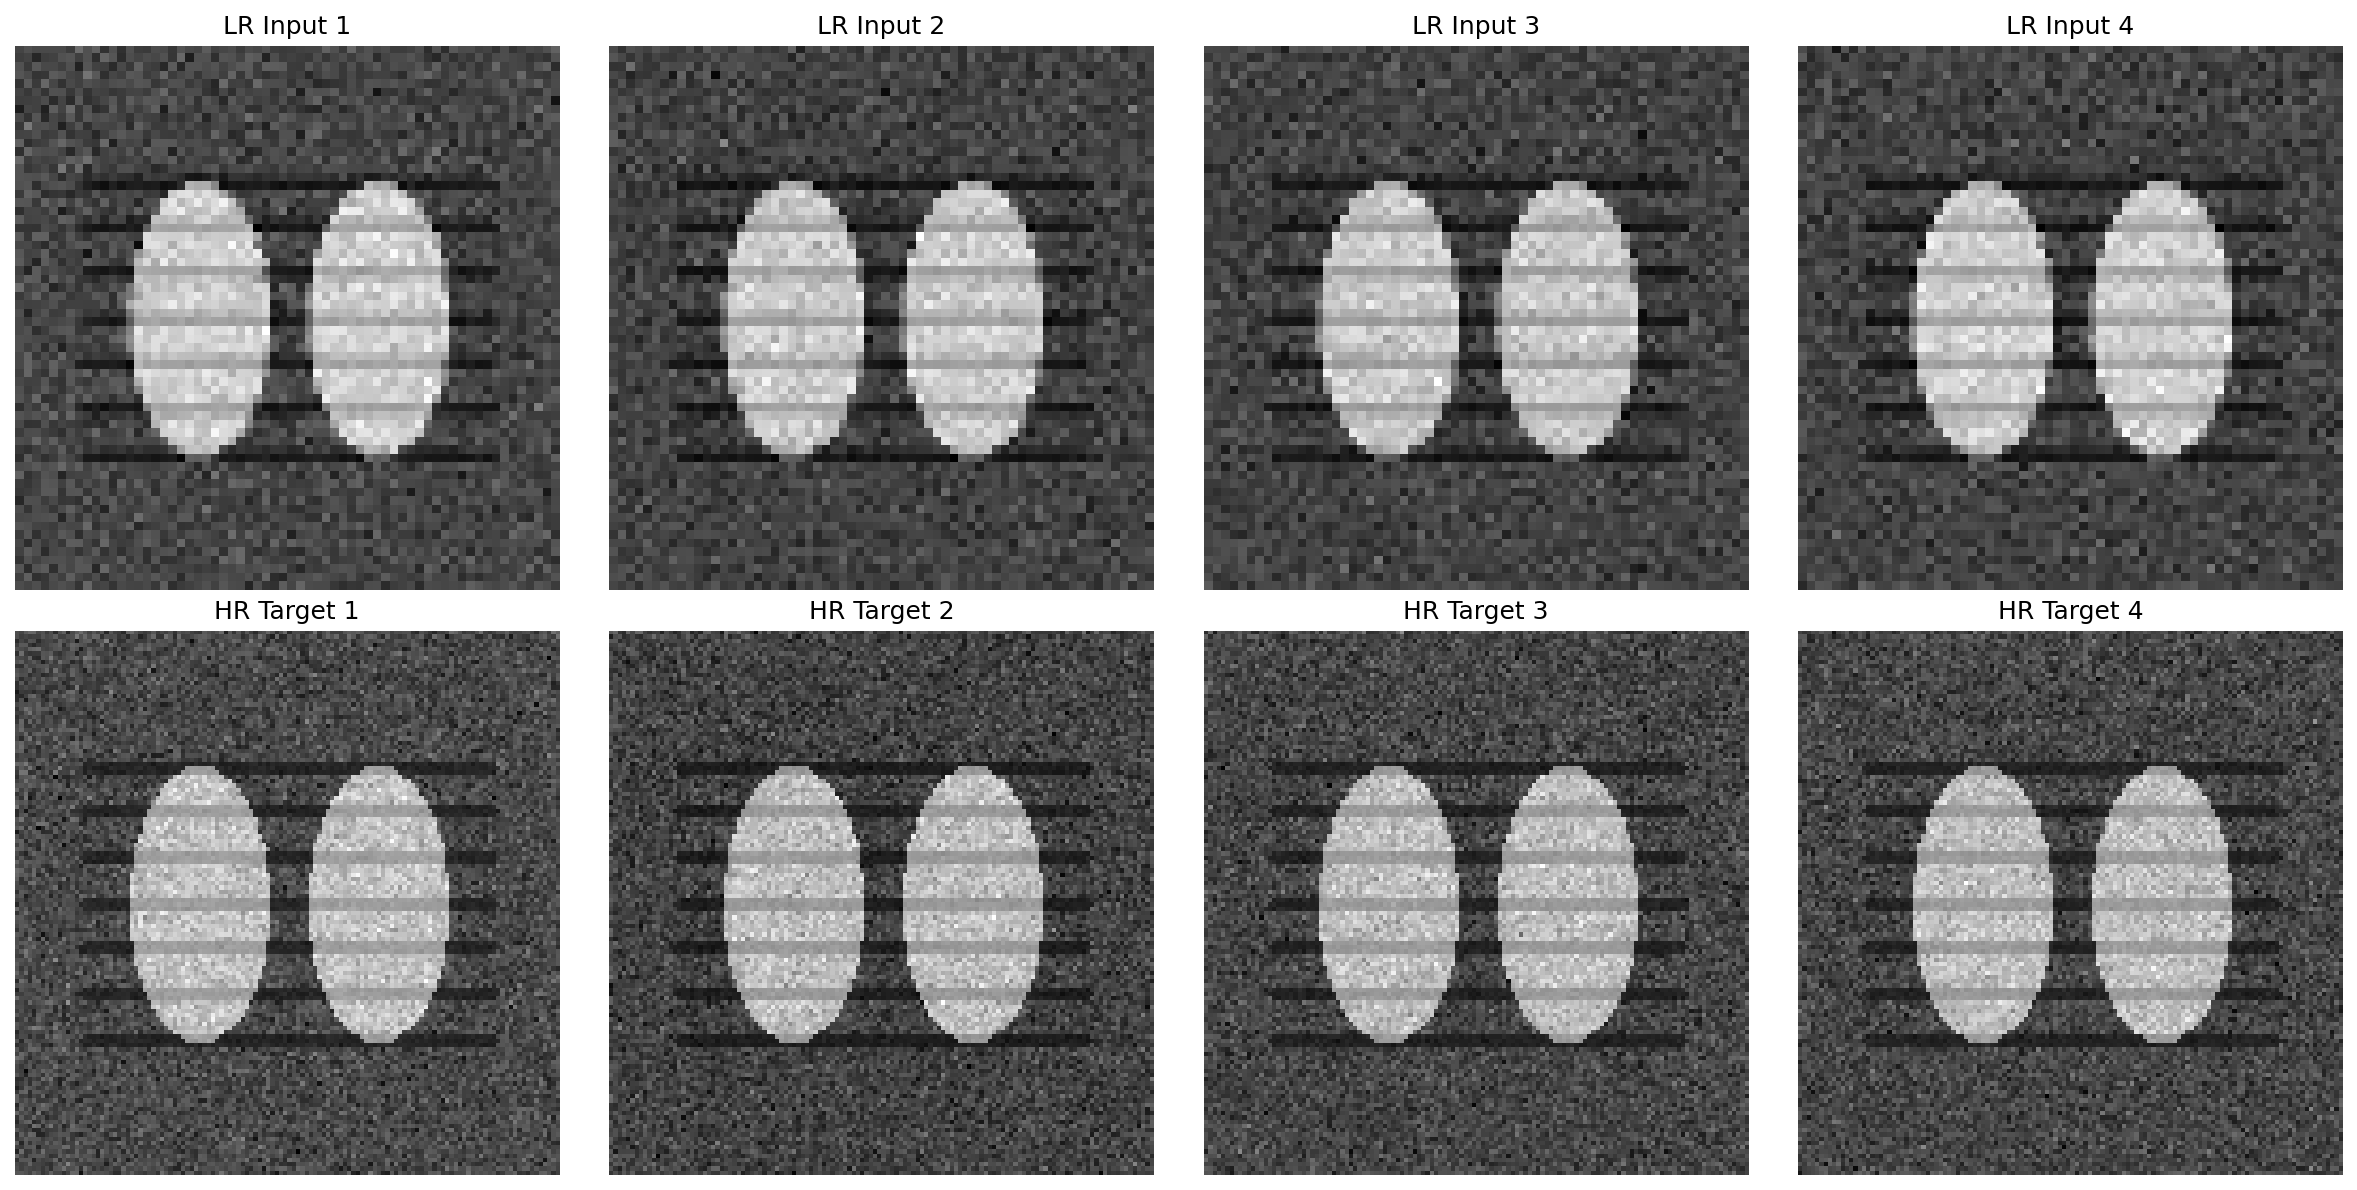 LR Input 1
LR Input 2
LR Input 3
LR Input 4
HR Target 1
HR Target 2
HR Target 3
HR Target 4